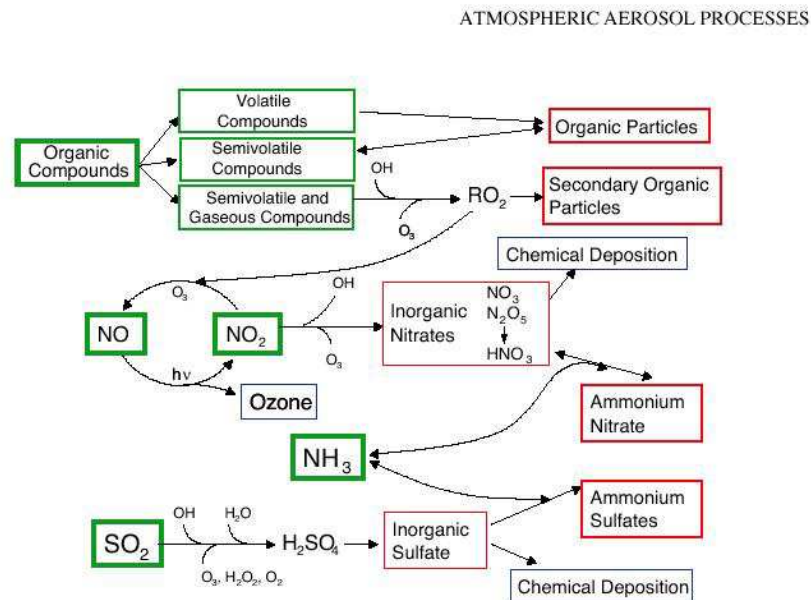 ATMOSPHERIC AEROSOL PROCESSES
Volatile
Compounds
Organic
Compounds
Semivolatile
Compounds
Semivolatile and
Gaseous Compounds
Organic Particles
OH
O₃
RO₂
Secondary Organic
Particles
Chemical Deposition
O₃
NO
NO₂
hν
Ozone
OH
O₃
Inorganic
Nitrates
NO₃
N₂O₅
HNO₃
Ammonium
Nitrate
NH₃
Ammonium
Sulfates
SO₂
OH
H₂O
O₃, H₂O₂, O₂
H₂SO₄
Inorganic
Sulfate
Chemical Deposition